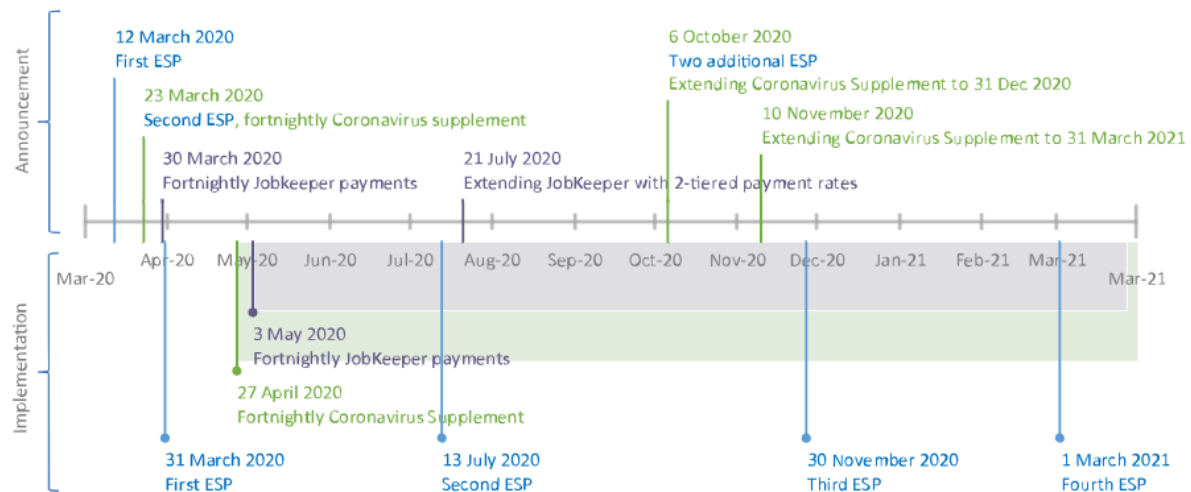 Announcement
12 March 2020
First ESP
23 March 2020
Second ESP, fortnightly Coronavirus supplement
30 March 2020
Fortnightly Jobkeeper payments
21 July 2020
Extending JobKeeper with 2-tiered payment rates
6 October 2020
Two additional ESP
Extending Coronavirus Supplement to 31 Dec 2020
10 November 2020
Extending Coronavirus Supplement to 31 March 2021
Mar-20 Apr-20 May-20 Jun-20 Jul-20 Aug-20 Sep-20 Oct-20 Nov-20 Dec-20 Jan-21 Feb-21 Mar-21 Mar-21
Implementation
3 May 2020
Fortnightly JobKeeper payments
27 April 2020
Fortnightly Coronavirus Supplement
31 March 2020
First ESP
13 July 2020
Second ESP
30 November 2020
Third ESP
1 March 2021
Fourth ESP